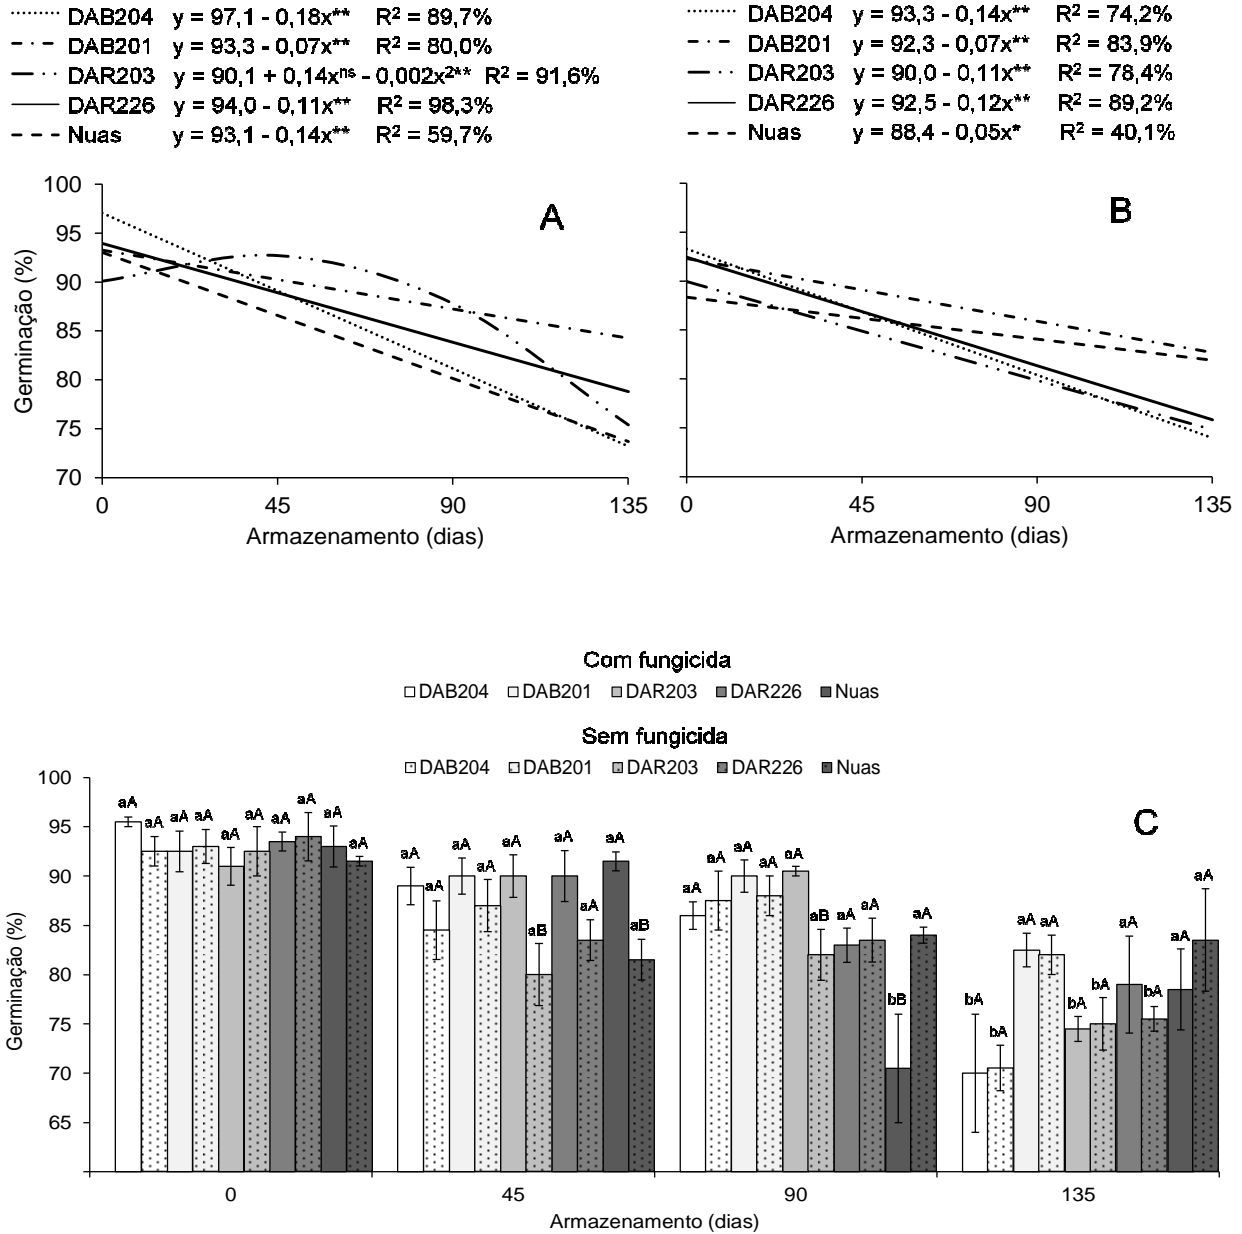 DAB204 y = 97,1 - 0,18x** R² = 89,7%
DAB201 y = 93,3 - 0,07x** R² = 80,0%
DAR203 y = 90,1 + 0,14xⁿˢ - 0,002x²** R² = 91,6%
DAR226 y = 94,0 - 0,11x** R² = 98,3%
Nuas y = 93,1 - 0,14x** R² = 59,7%
DAB204 y = 93,3 - 0,14x** R² = 74,2%
DAB201 y = 92,3 - 0,07x** R² = 83,9%
DAR203 y = 90,0 - 0,11x** R² = 78,4%
DAR226 y = 92,5 - 0,12x** R² = 89,2%
Nuas y = 88,4 - 0,05x* R² = 40,1%
A
Germinação (%)
100
95
90
85
80
75
70
0 45 90 135
Armazenamento (dias)
B
0 45 90 135
Armazenamento (dias)
Com fungicida
DAB204 DAB201 DAR203 DAR226 Nuas
Sem fungicida
DAB204 DAB201 DAR203 DAR226 Nuas
C
Germinação (%)
100
95
90
85
80
75
70
65
aA aA aA aA aA aA aA aA aA aA
aA aA aA aA aA aB aA aA aA aB
aA aA aA aA aA aB aA aA bB aA
bA bA aA aA bA bA aA bA aA aA
0 45 90 135
Armazenamento (dias)